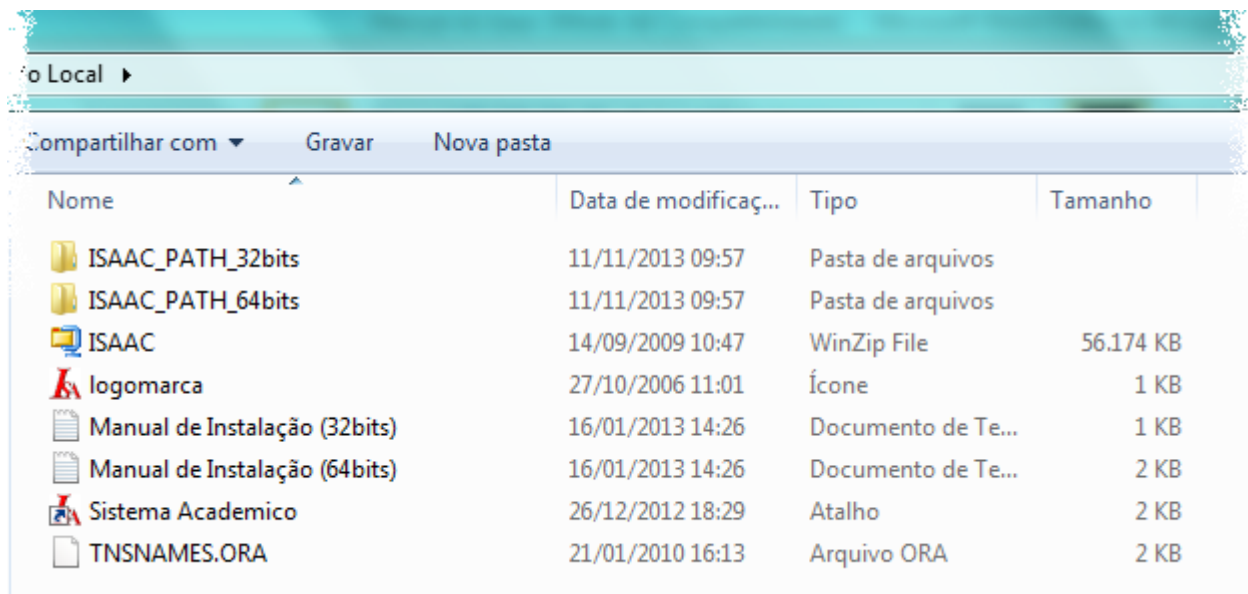 o Local
Compartilhar com Gravar Nova pasta
Nome Data de modificaç... Tipo Tamanho
ISAAC_PATH_32bits 11/11/2013 09:57 Pasta de arquivos
ISAAC_PATH_64bits 11/11/2013 09:57 Pasta de arquivos
ISAAC 14/09/2009 10:47 WinZip File 56.174 KB
logomarca 27/10/2006 11:01 Ícone 1 KB
Manual de Instalação (32bits) 16/01/2013 14:26 Documento de Te... 1 KB
Manual de Instalação (64bits) 16/01/2013 14:26 Documento de Te... 2 KB
Sistema Academico 26/12/2012 18:29 Atalho 2 KB
TNSNAMES.ORA 21/01/2010 16:13 Arquivo ORA 2 KB